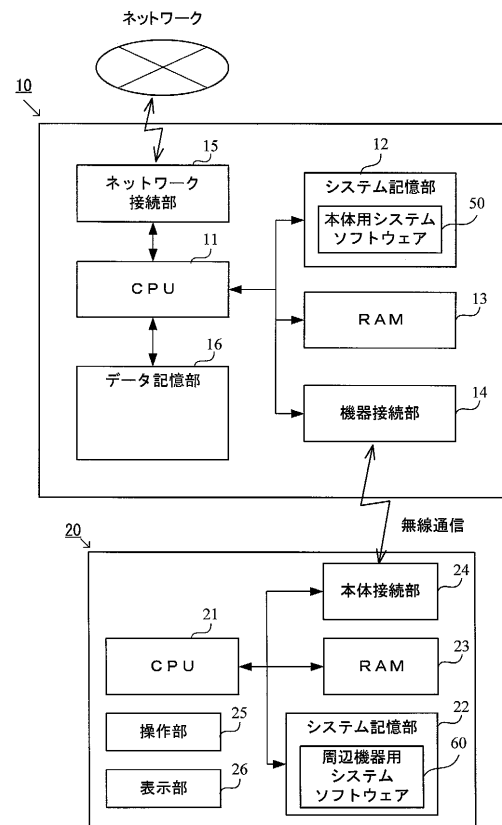 ネットワーク
10
15
ネットワーク
接続部
11
CPU
16
データ記憶部
12
システム記憶部
本体用システム
ソフトウェア
50
RAM
13
機器接続部
14
無線通信
20
本体接続部
24
21
CPU
RAM
23
操作部
25
表示部
26
システム記憶部
22
周辺機器用
システム
ソフトウェア
60